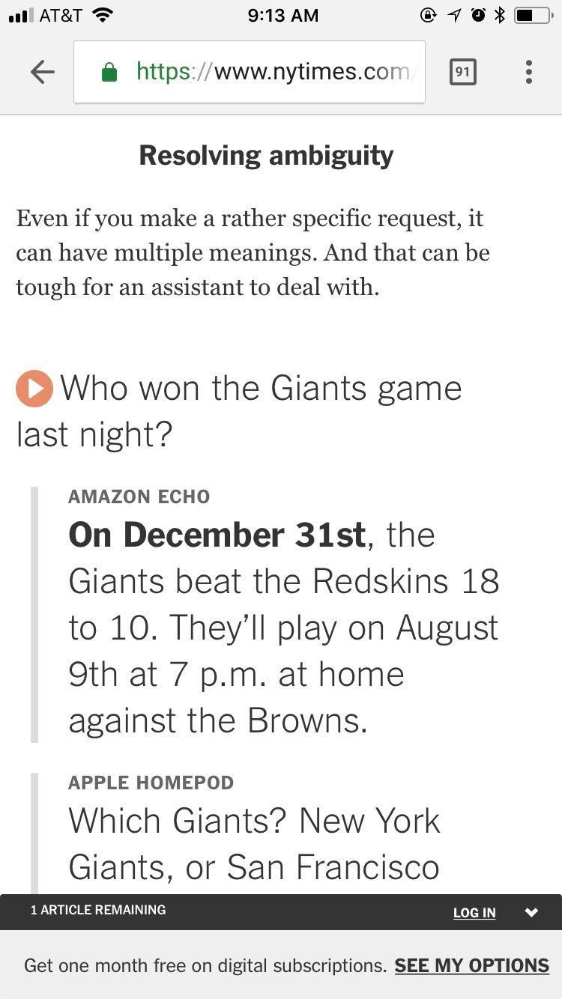 AT&T 9:13 AM
https://www.nytimes.com/ 91
Resolving ambiguity
Even if you make a rather specific request, it
can have multiple meanings. And that can be
tough for an assistant to deal with.
Who won the Giants game
last night?
AMAZON ECHO
On December 31st, the
Giants beat the Redskins 18
to 10. They’ll play on August
9th at 7 p.m. at home
against the Browns.
APPLE HOMEPOD
Which Giants? New York
Giants, or San Francisco
1 ARTICLE REMAINING LOG IN
Get one month free on digital subscriptions. SEE MY OPTIONS